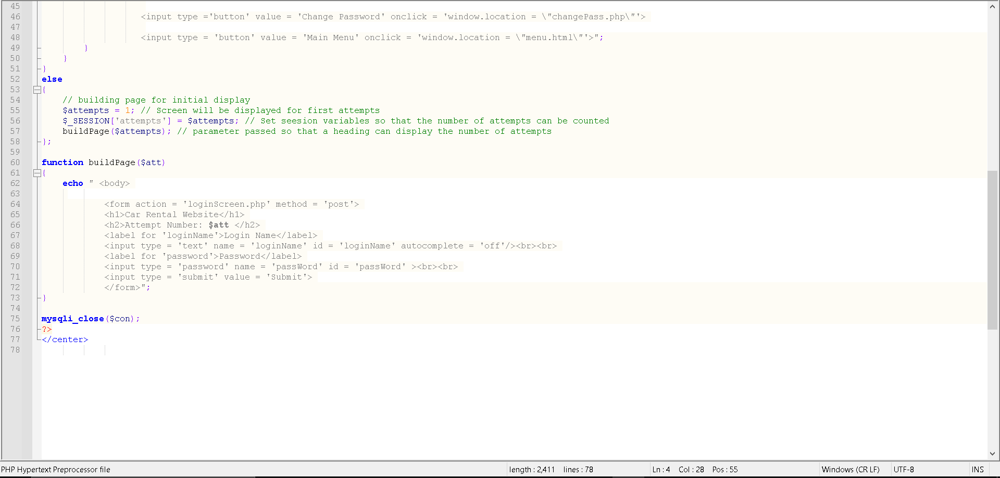 45
46 <input type ='button' value = 'Change Password' onclick = 'window.location = \"changePass.php\"'>
47
48 <input type = 'button' value = 'Main Menu' onclick = 'window.location = \"menu.html\"'>";
49 }
50 }
51 }
52 else
53 {
54 // building page for initial display
55 $attempts = 1; // Screen will be displayed for first attempts
56 $_SESSION['attempts'] = $attempts; // Set seesion variables so that the number of attempts can be counted
57 buildPage($attempts); // parameter passed so that a heading can display the number of attempts
58 };
59
60 function buildPage($att)
61 {
62 echo " <body>
63
64 <form action = 'loginScreen.php' method = 'post'>
65 <h1>Car Rental Website</h1>
66 <h2>Attempt Number: $att </h2>
67 <label for 'loginName'>Login Name</label>
68 <input type = 'text' name = 'loginName' id = 'loginName' autocomplete = 'off'/><br><br>
69 <label for 'password'>Password</label>
70 <input type = 'password' name = 'passWord' id = 'passWord' ><br><br>
71 <input type = 'submit' value = 'Submit'>
72 </form>";
73 }
74
75 mysqli_close($con);
76 ?>
77 </center>
78
PHP Hypertext Preprocessor file length : 2,411 lines : 78 Ln : 4 Col : 28 Pos : 55 Windows (CR LF) UTF-8 INS